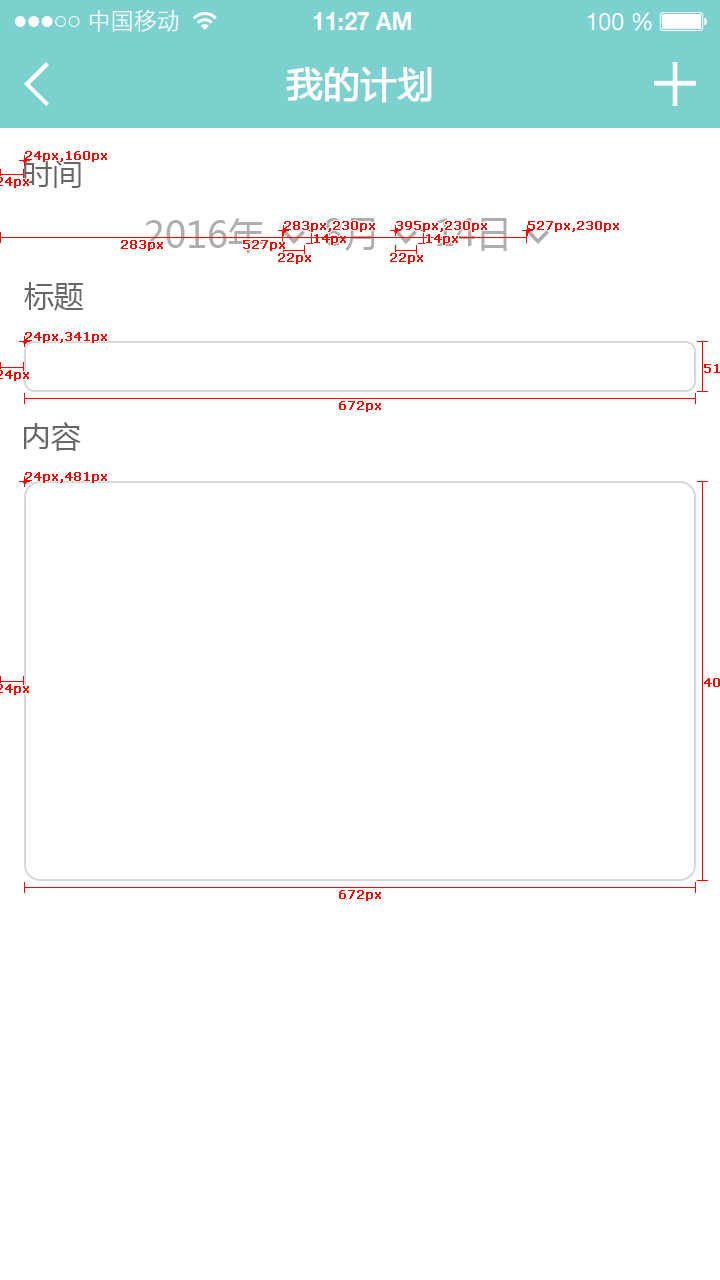 中国移动 11:27 AM 100 %
我的计划
24px,160px
时间
24px
283px,230px 395px,230px 527px,230px
2016年 月 14日
14px 14px
283px 527px
22px 22px
标题
24px,341px
24px 51
672px
内容
24px,481px
24px 40
672px